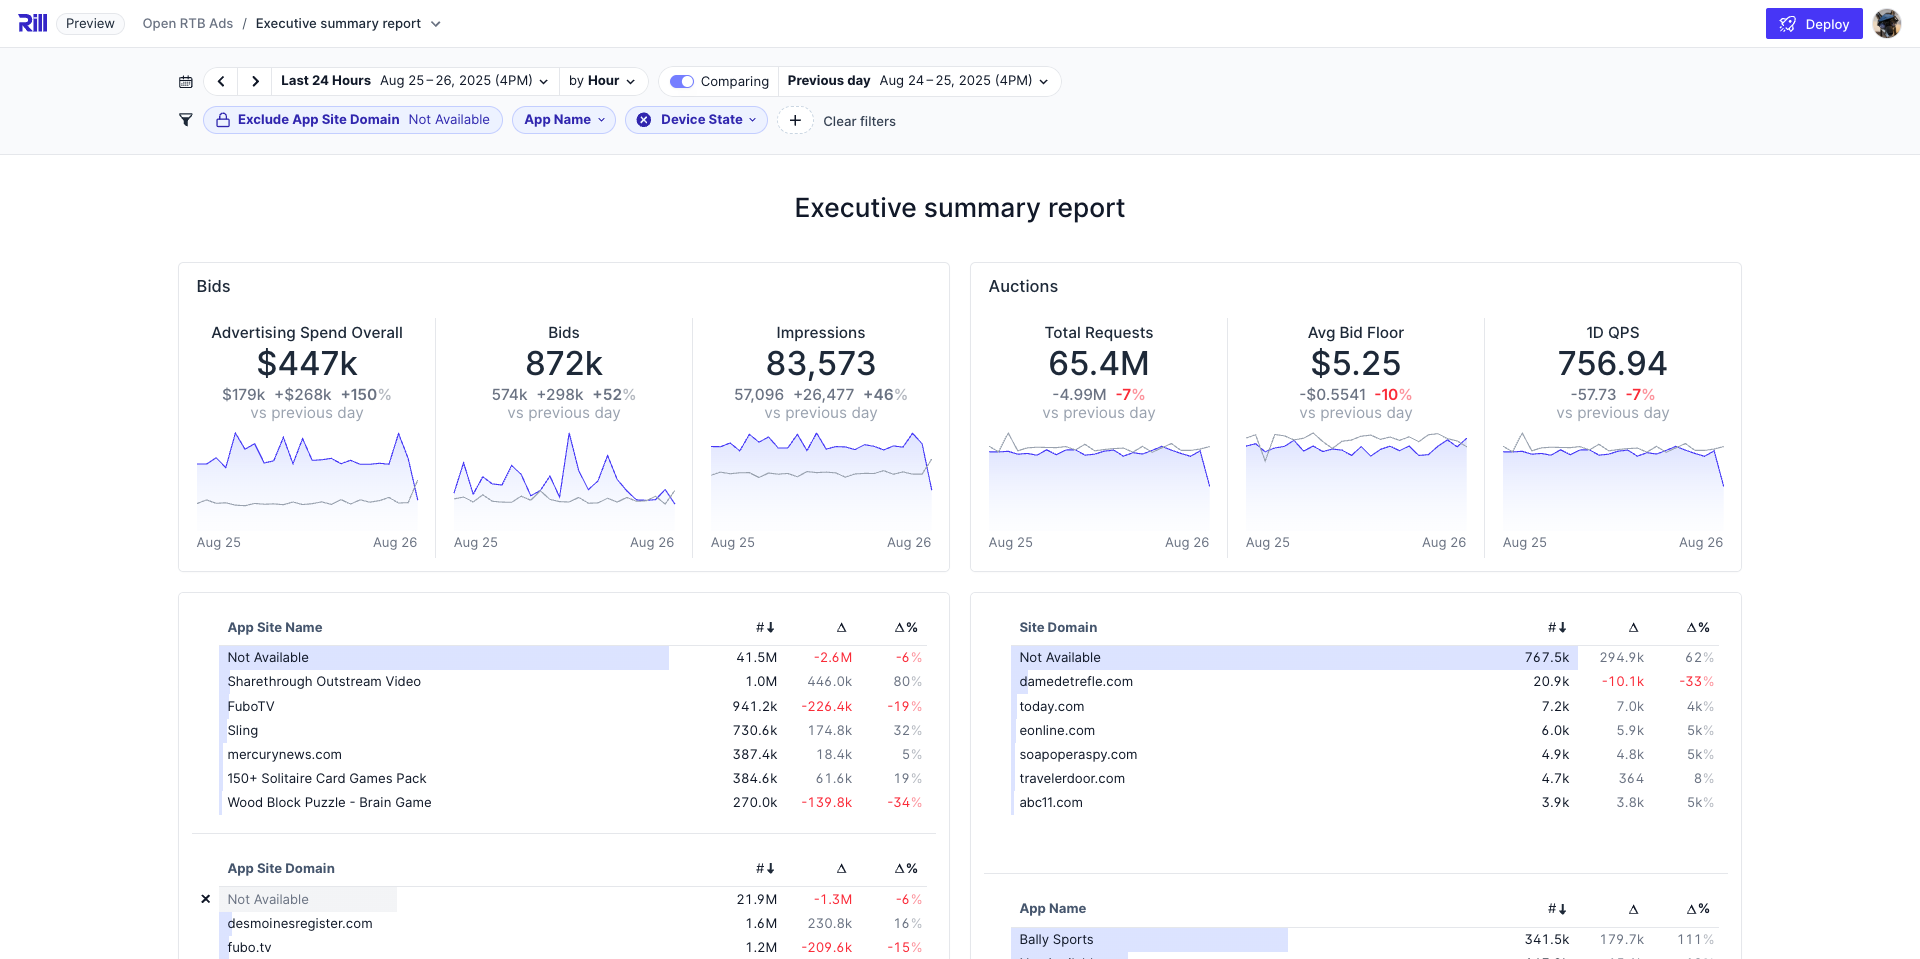 Rill Preview Open RTB Ads / Executive summary report
Deploy
Last 24 Hours Aug 25 – 26, 2025 (4PM) by Hour Comparing Previous day Aug 24 – 25, 2025 (4PM)
Exclude App Site Domain Not Available App Name Device State + Clear filters
Executive summary report
Bids
Advertising Spend Overall
$447k
$179k +$268k +150%
vs previous day
Aug 25 Aug 26
Bids
872k
574k +298k +52%
vs previous day
Aug 25 Aug 26
Impressions
83,573
57,096 +26,477 +46%
vs previous day
Aug 25 Aug 26
Auctions
Total Requests
65.4M
-4.99M -7%
vs previous day
Aug 25 Aug 26
Avg Bid Floor
$5.25
-$0.5541 -10%
vs previous day
Aug 25 Aug 26
1D QPS
756.94
-57.73 -7%
vs previous day
Aug 25 Aug 26
App Site Name # Δ Δ%
Not Available 41.5M -2.6M -6%
Sharethrough Outstream Video 1.0M 446.0k 80%
FuboTV 941.2k -226.4k -19%
Sling 730.6k 174.8k 32%
mercurynews.com 387.4k 18.4k 5%
150+ Solitaire Card Games Pack 384.6k 61.6k 19%
Wood Block Puzzle - Brain Game 270.0k -139.8k -34%
App Site Domain # Δ Δ%
Not Available 21.9M -1.3M -6%
desmoinesregister.com 1.6M 230.8k 16%
fubo.tv 1.2M -209.6k -15%
Site Domain # Δ Δ%
Not Available 767.5k 294.9k 62%
damedetrefle.com 20.9k -10.1k -33%
today.com 7.2k 7.0k 4k%
eonline.com 6.0k 5.9k 5k%
soapoperaspy.com 4.9k 4.8k 5k%
travelerdoor.com 4.7k 364 8%
abc11.com 3.9k 3.8k 5k%
App Name # Δ Δ%
Bally Sports 341.5k 179.7k 111%